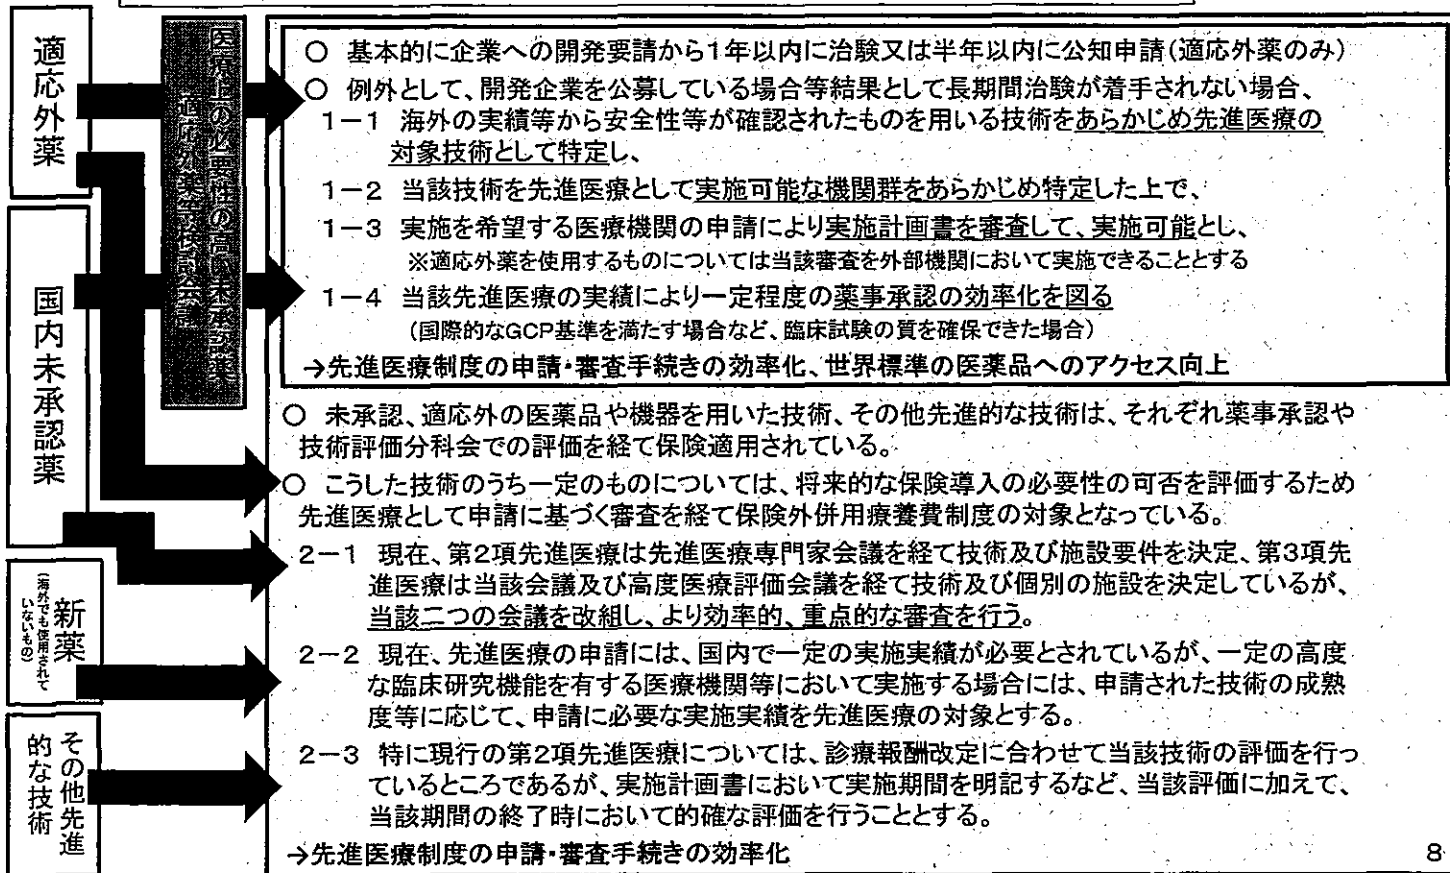 適応外薬
国内未承認薬
新薬
(海外でも使用されて
いないもの)
その他先進
的な技術
医療上の必要性の高い未承認薬
・適応外薬等検討会議
○ 基本的に企業への開発要請から1年以内に治験又は半年以内に公知申請(適応外薬のみ)
○ 例外として、開発企業を公募している場合等結果として長期間治験が着手されない場合、
1-1 海外の実績等から安全性等が確認されたものを用いる技術をあらかじめ先進医療の
対象技術として特定し、
1-2 当該技術を先進医療として実施可能な機関群をあらかじめ特定した上で、
1-3 実施を希望する医療機関の申請により実施計画書を審査して、実施可能とし、
※適応外薬を使用するものについては当該審査を外部機関において実施できることとする
1-4 当該先進医療の実績により一定程度の薬事承認の効率化を図る
(国際的なGCP基準を満たす場合など、臨床試験の質を確保できた場合)
→先進医療制度の申請・審査手続きの効率化、世界標準の医薬品へのアクセス向上
○ 未承認、適応外の医薬品や機器を用いた技術、その他先進的な技術は、それぞれ薬事承認や
技術評価分科会での評価を経て保険適用されている。
○ こうした技術のうち一定のものについては、将来的な保険導入の必要性の可否を評価するため
先進医療として申請に基づく審査を経て保険外併用療養費制度の対象となっている。
2-1 現在、第2項先進医療は先進医療専門家会議を経て技術及び施設要件を決定、第3項先
進医療は当該会議及び高度医療評価会議を経て技術及び個別の施設を決定しているが、
当該二つの会議を改組し、より効率的、重点的な審査を行う。
2-2 現在、先進医療の申請には、国内で一定の実施実績が必要とされているが、一定の高度
な臨床研究機能を有する医療機関等において実施する場合には、申請された技術の成熟
度等に応じて、申請に必要な実施実績を先進医療の対象とする。
2-3 特に現行の第2項先進医療については、診療報酬改定に合わせて当該技術の評価を行っ
ているところであるが、実施計画書において実施期間を明記するなど、当該評価に加えて、
当該期間の終了時において的確な評価を行うこととする。
→先進医療制度の申請・審査手続きの効率化
8